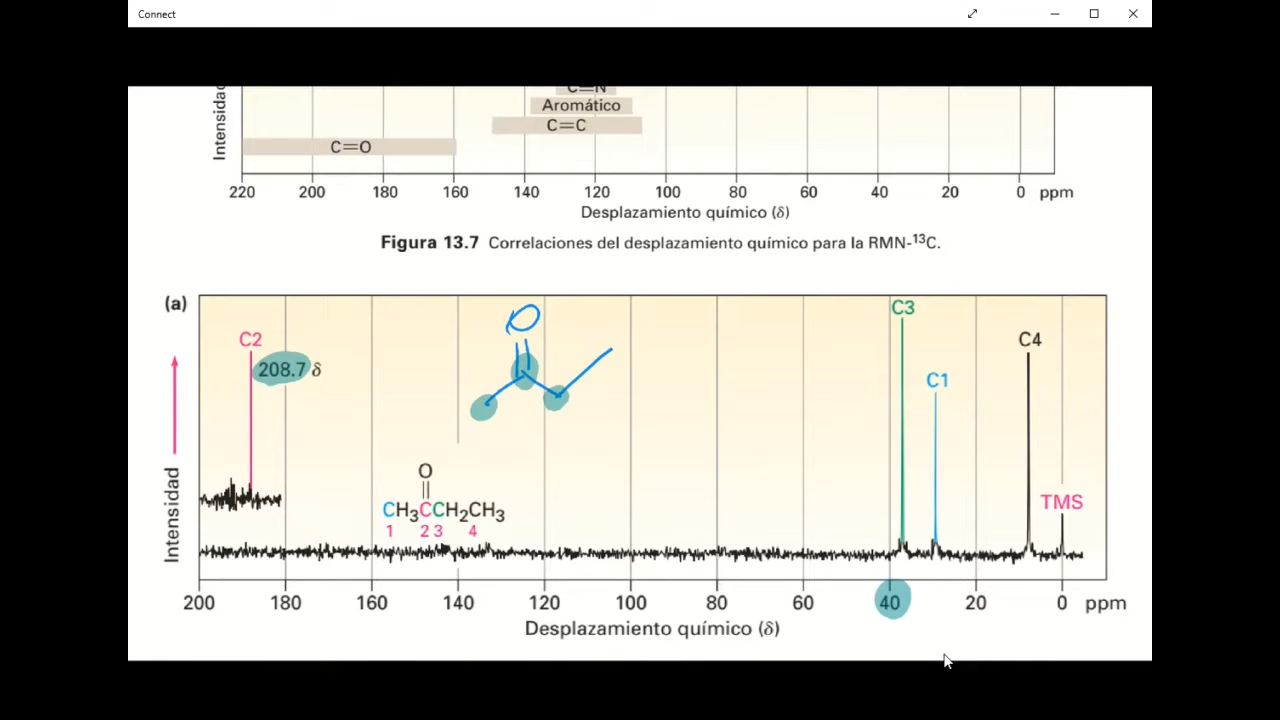 Connect
Intensidad
C≡N
Aromático
C=C
C=O
220 200 180 160 140 120 100 80 60 40 20 0 ppm
Desplazamiento químico (δ)
Figura 13.7 Correlaciones del desplazamiento químico para la RMN-¹³C.
(a)
C2
208.7 δ
O
C3
C4
C1
TMS
O
CH₃CCH₂CH₃
1 2 3 4
Intensidad
200 180 160 140 120 100 80 60 40 20 0 ppm
Desplazamiento químico (δ)